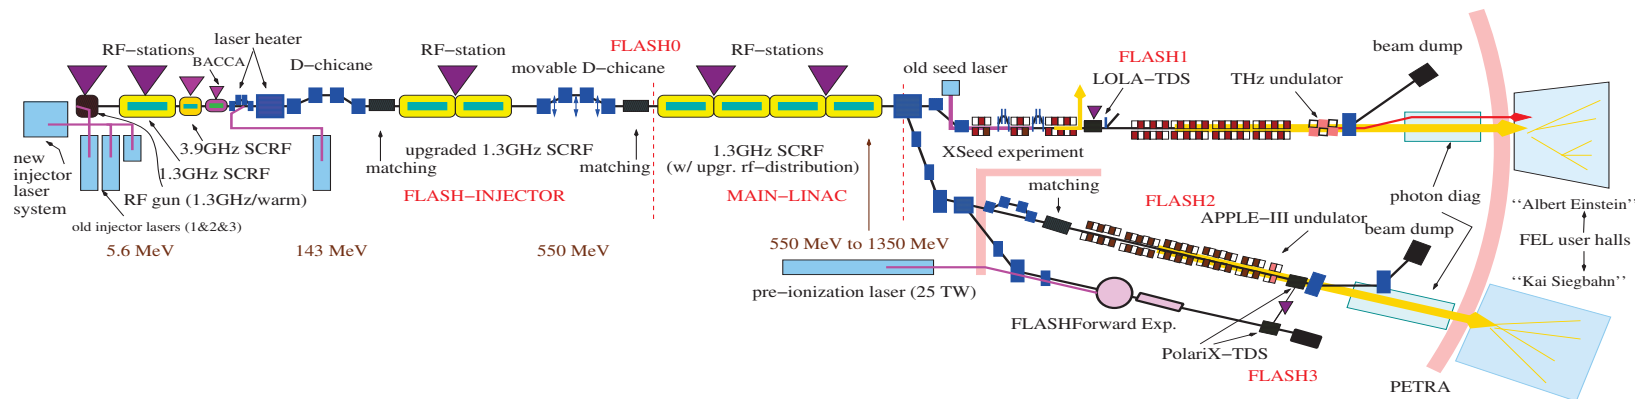 RF−stations
BACCA
laser heater
D−chicane
RF−station
FLASH0
movable D−chicane
RF−stations
old seed laser
FLASH1
LOLA−TDS
THz undulator
beam dump
new
injector
laser
system
3.9GHz SCRF
1.3GHz SCRF
RF gun (1.3GHz/warm)
old injector lasers (1&2&3)
matching
upgraded 1.3GHz SCRF
matching
1.3GHz SCRF
(w/ upgr. rf−distribution)
XSeed experiment
FLASH−INJECTOR
MAIN−LINAC
matching
FLASH2
APPLE−III undulator
beam dump
photon diag
‘‘Albert Einstein’’
FEL user halls
‘‘Kai Siegbahn’’
5.6 MeV
143 MeV
550 MeV
550 MeV to 1350 MeV
pre−ionization laser (25 TW)
FLASHForward Exp.
PolariX−TDS
FLASH3
PETRA